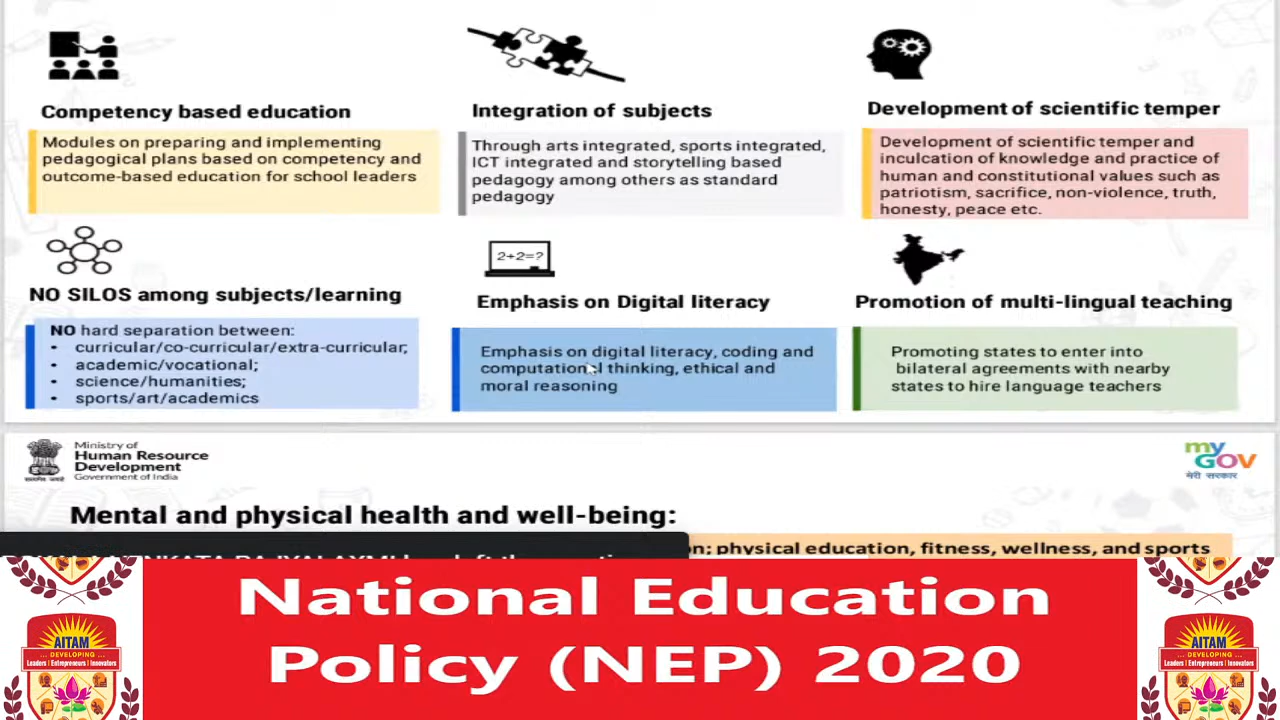 Competency based education
Modules on preparing and implementing
pedagogical plans based on competency and
outcome-based education for school leaders
Integration of subjects
Through arts integrated, sports integrated,
ICT integrated and storytelling based
pedagogy among others as standard
pedagogy
Development of scientific temper
Development of scientific temper and
inculcation of knowledge and practice of
human and constitutional values such as
patriotism, sacrifice, non-violence, truth,
honesty, peace etc.
NO SILOS among subjects/learning
NO hard separation between:
• curricular/co-curricular/extra-curricular;
• academic/vocational;
• science/humanities;
• sports/art/academics
2+2=?
Emphasis on Digital literacy
Emphasis on digital literacy, coding and
computational thinking, ethical and
moral reasoning
Promotion of multi-lingual teaching
Promoting states to enter into
bilateral agreements with nearby
states to hire language teachers
Ministry of
Human Resource
Development
Government of India
my
GOV
मेरी सरकार
Mental and physical health and well-being:
physical education, fitness, wellness, and sports
National Education
Policy (NEP) 2020
AITAM
... DEVELOPING ...
Leaders | Entrepreneurs | Innovators
AITAM
... DEVELOPING ...
Leaders | Entrepreneurs | Innovators